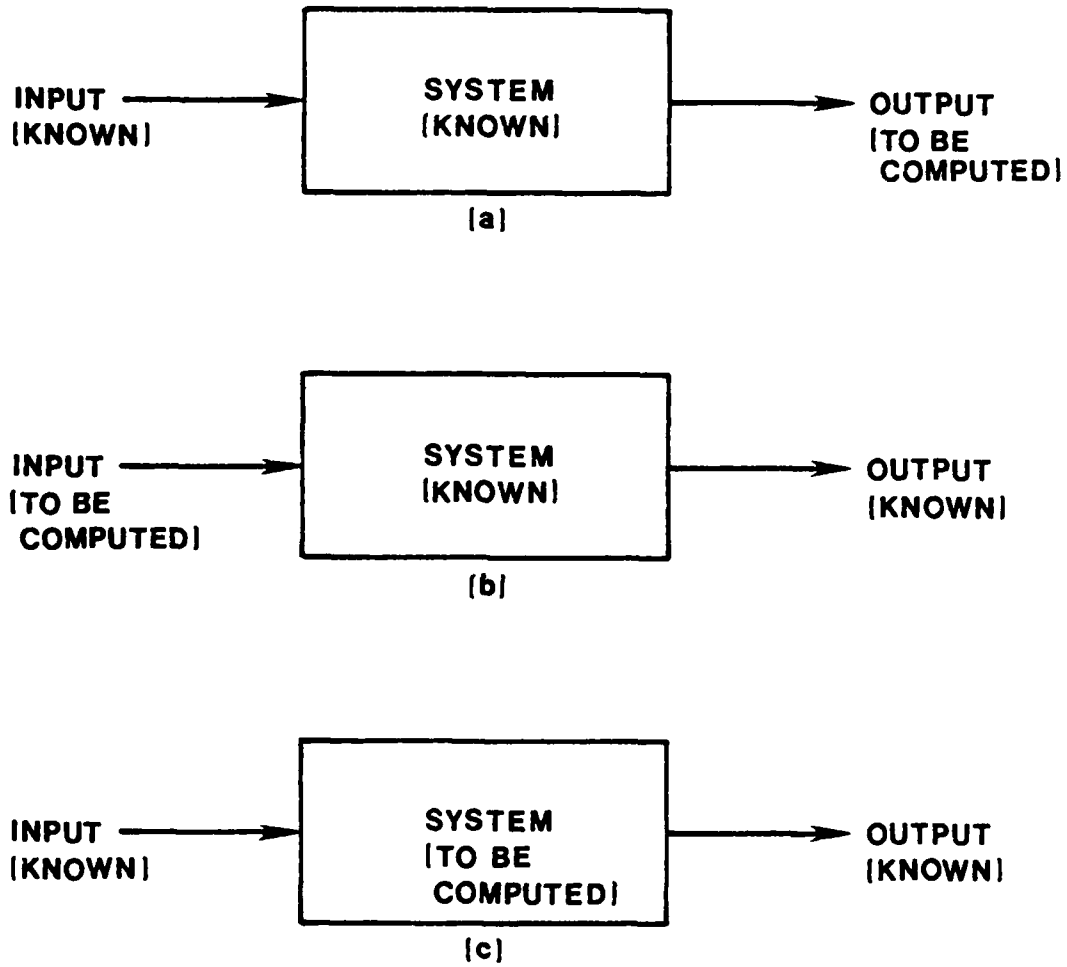 INPUT
(KNOWN)
SYSTEM
(KNOWN)
OUTPUT
(TO BE
COMPUTED)
(a)
INPUT
(TO BE
COMPUTED)
SYSTEM
(KNOWN)
OUTPUT
(KNOWN)
(b)
INPUT
(KNOWN)
SYSTEM
(TO BE
COMPUTED)
OUTPUT
(KNOWN)
(c)